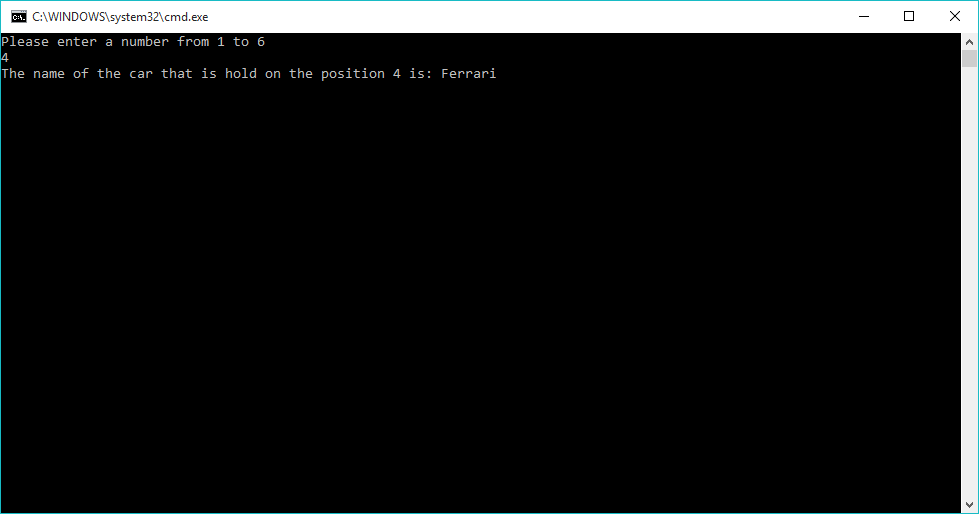 C:\WINDOWS\system32\cmd.exe
Please enter a number from 1 to 6
4
The name of the car that is hold on the position 4 is: Ferrari